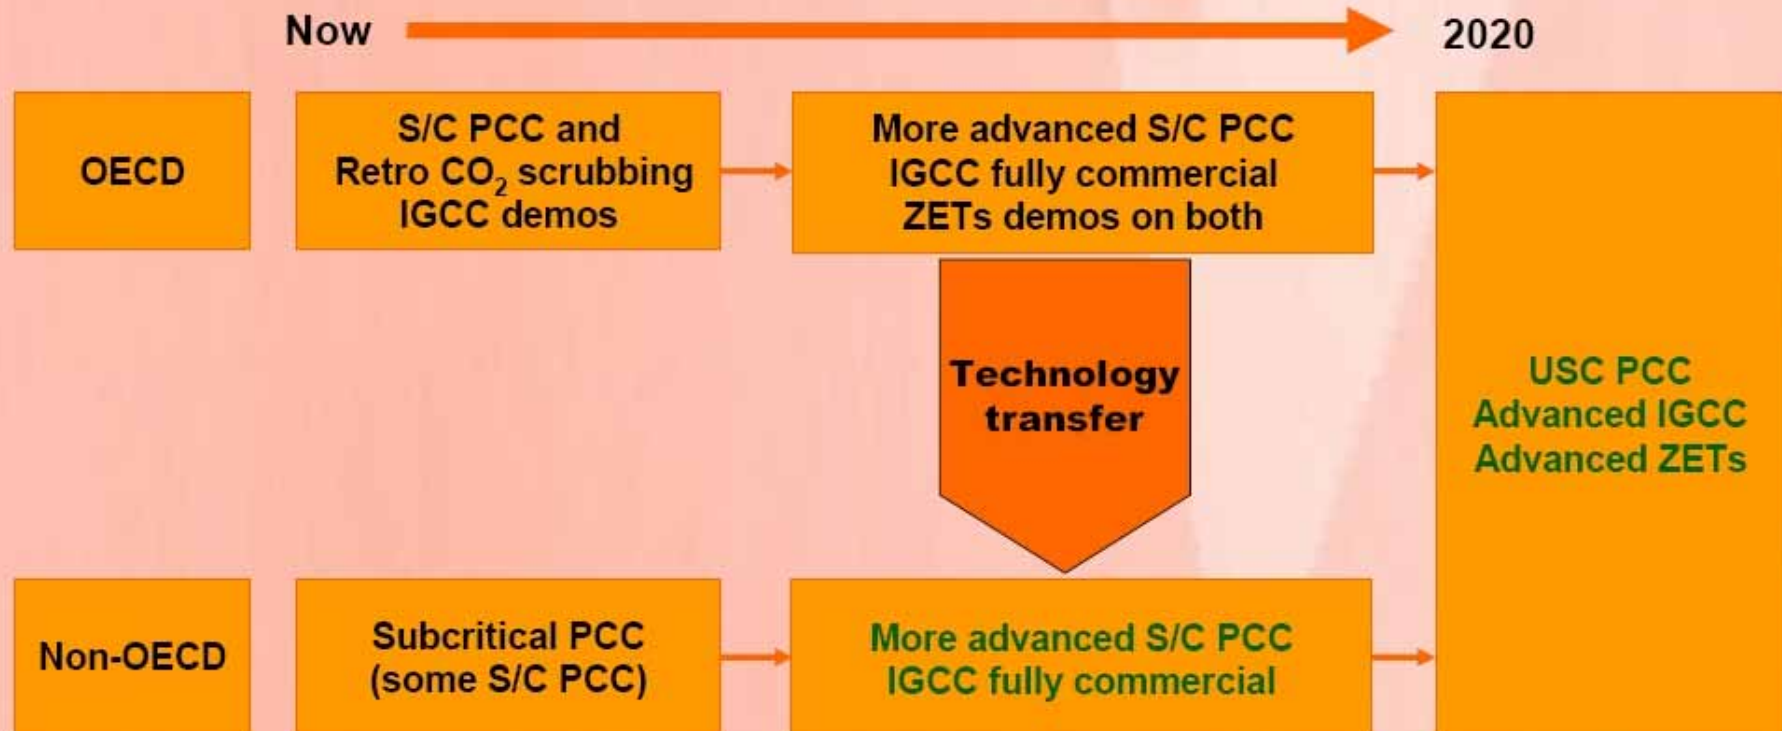 Now
2020
OECD
S/C PCC and
Retro CO₂ scrubbing
IGCC demos
More advanced S/C PCC
IGCC fully commercial
ZETs demos on both
Technology
transfer
USC PCC
Advanced IGCC
Advanced ZETs
Non-OECD
Subcritical PCC
(some S/C PCC)
More advanced S/C PCC
IGCC fully commercial